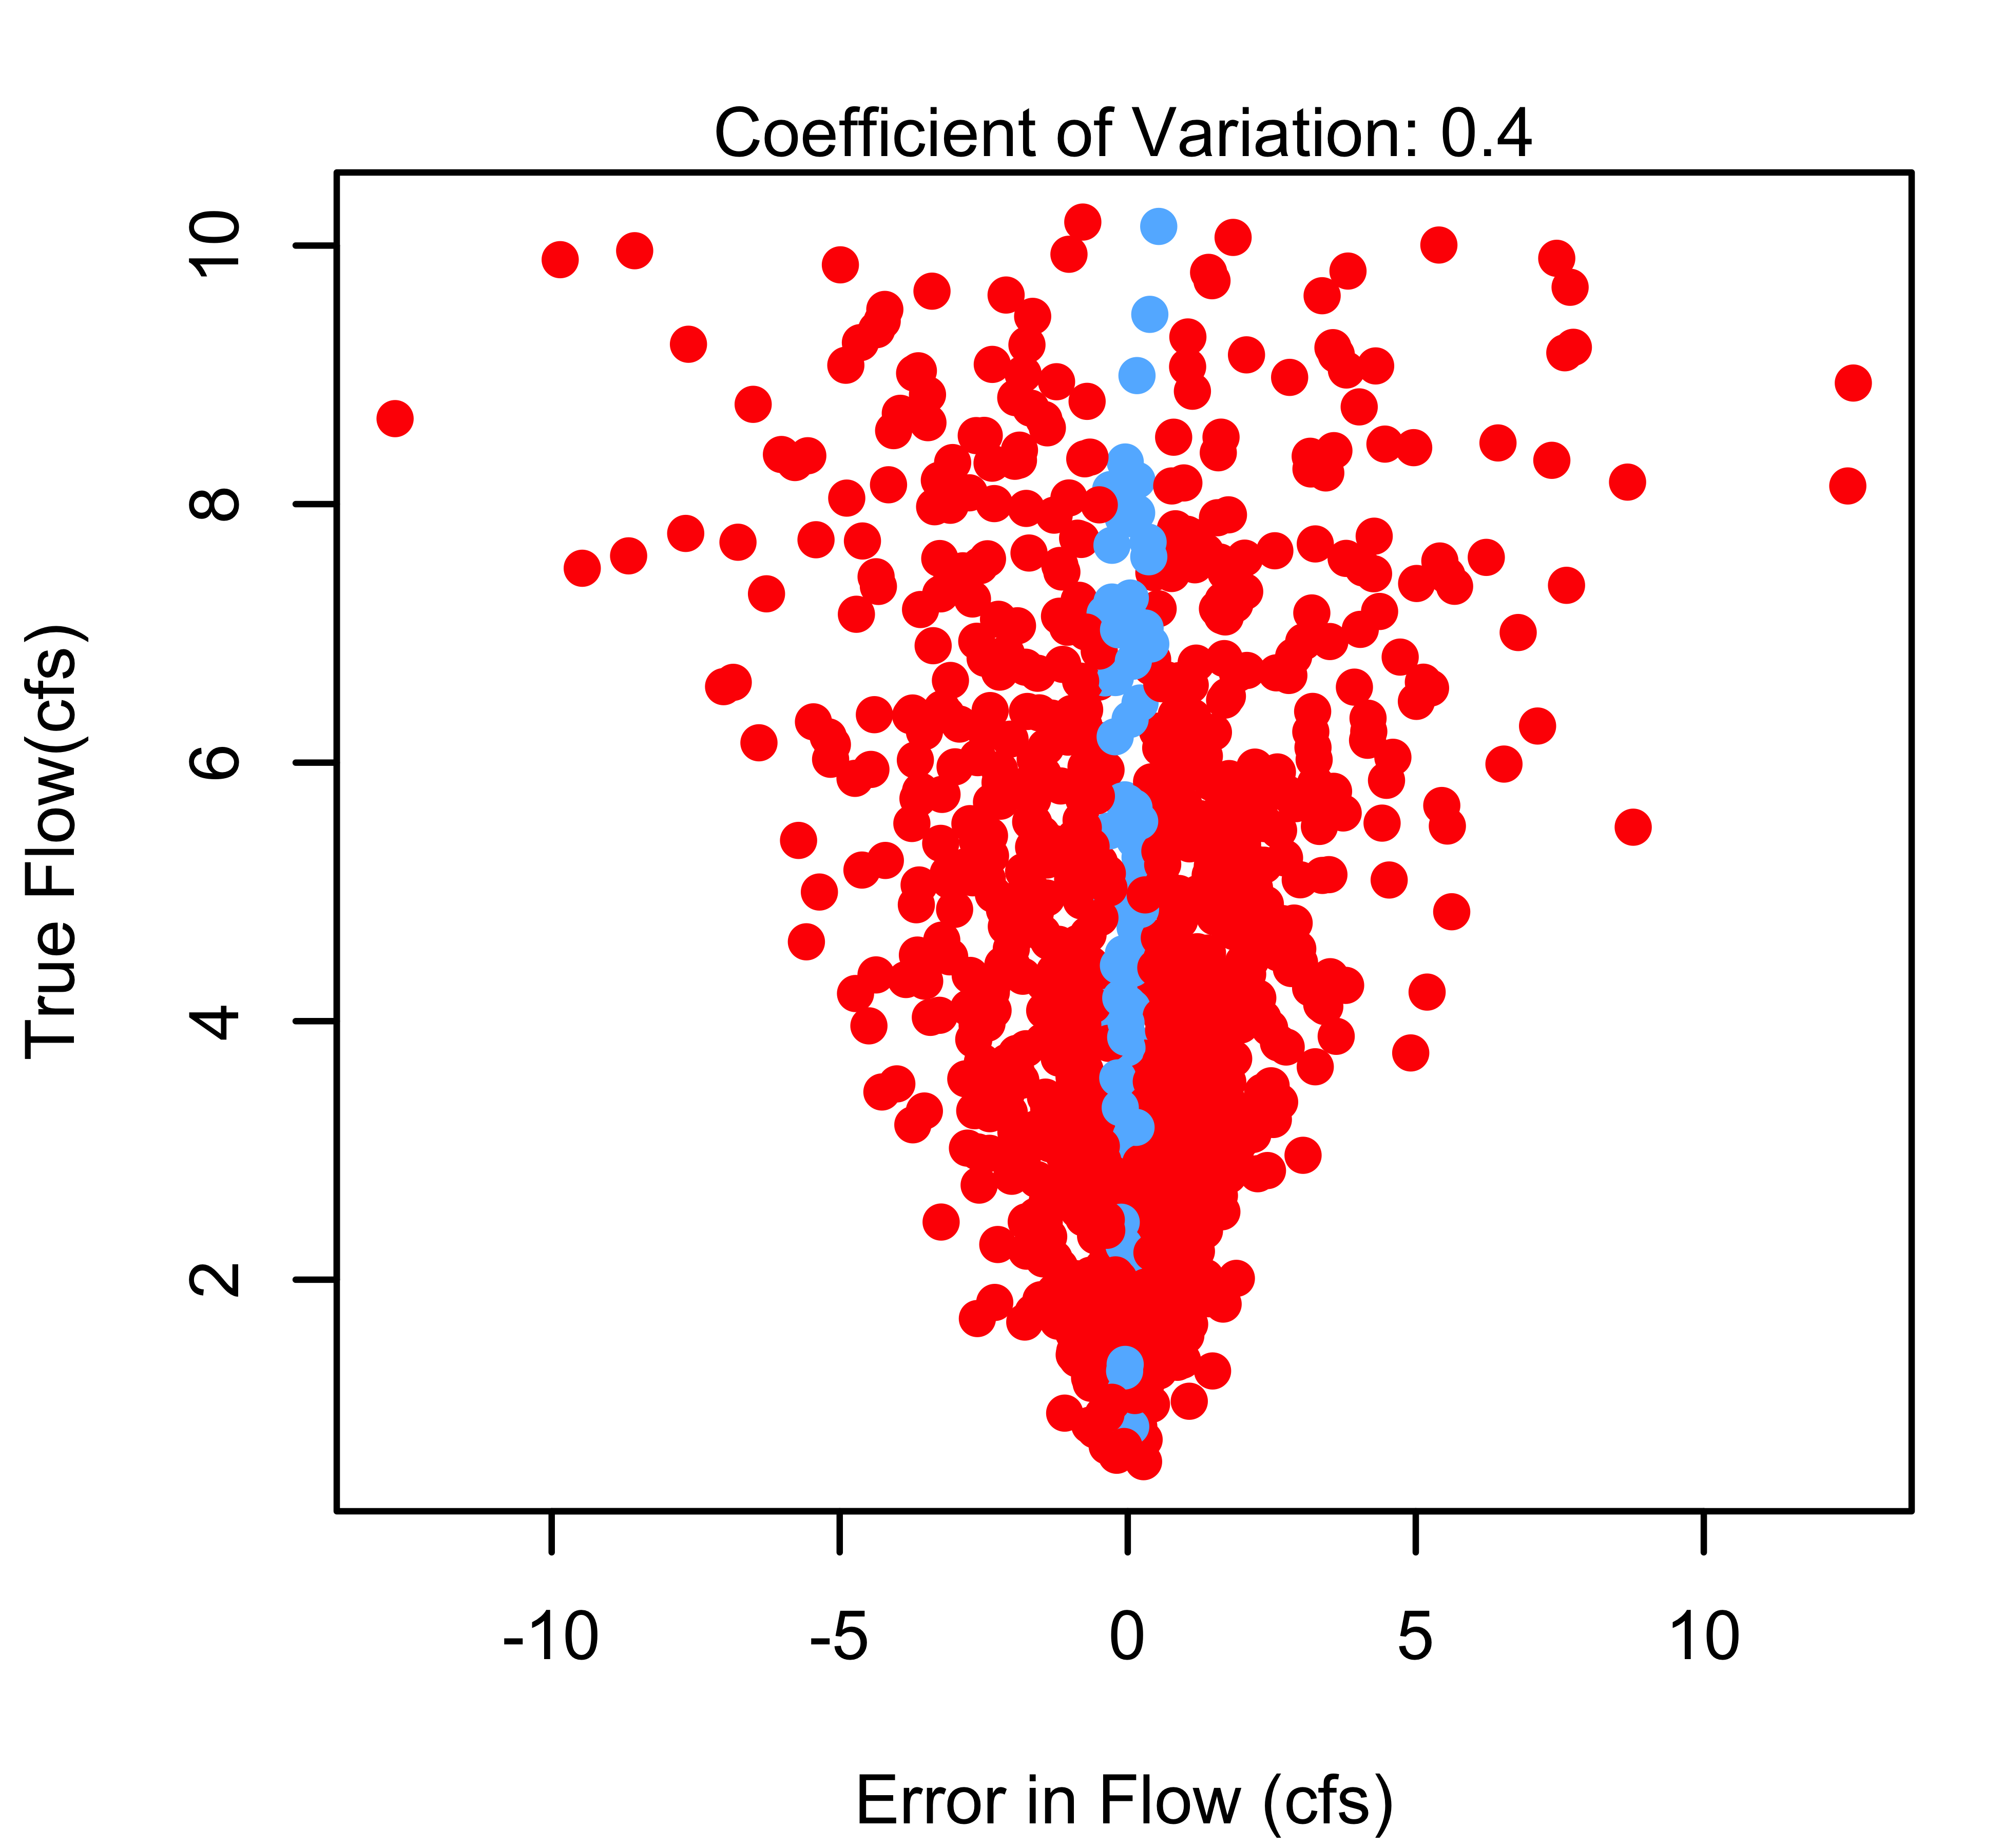 Coefficient of Variation: 0.4
True Flow(cfs)
10
8
6
4
2
-10 -5 0 5 10
Error in Flow (cfs)